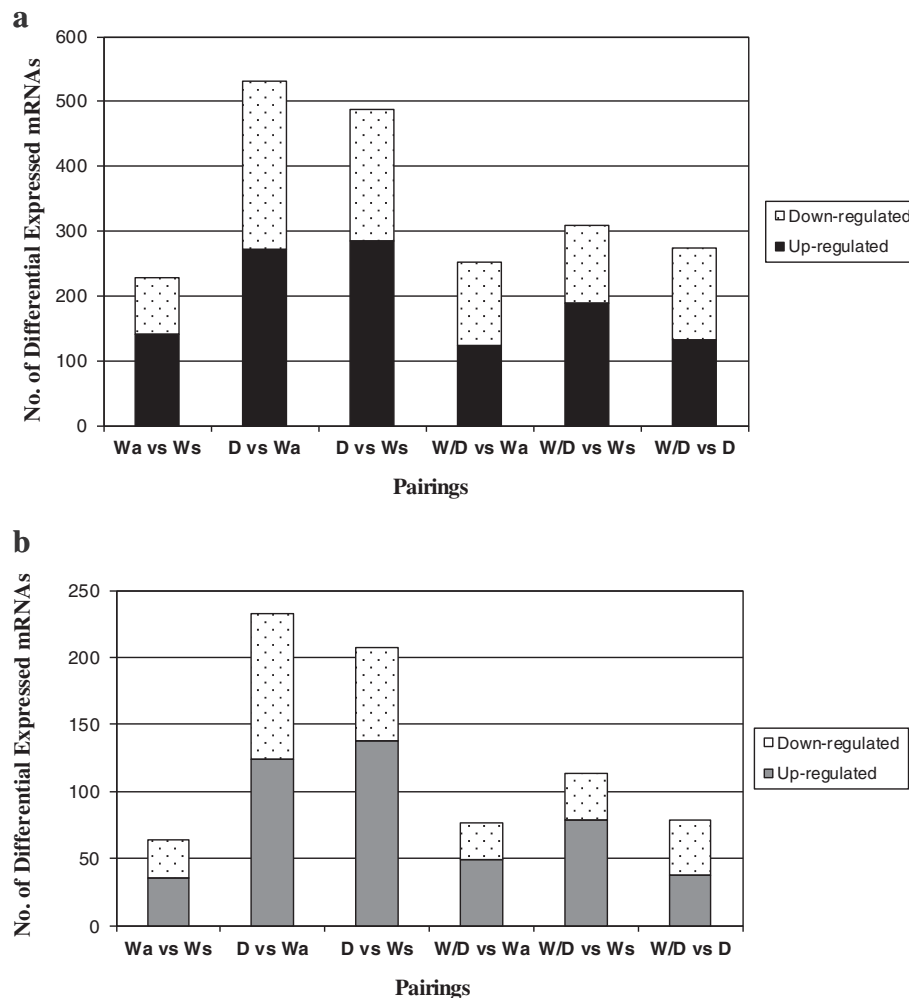 a
No. of Differential Expressed mRNAs
600
500
400
300
200
100
0
Wa vs Ws D vs Wa D vs Ws W/D vs Wa W/D vs Ws W/D vs D
Pairings
Down-regulated
Up-regulated
b
No. of Differential Expressed mRNAs
250
200
150
100
50
0
Wa vs Ws D vs Wa D vs Ws W/D vs Wa W/D vs Ws W/D vs D
Pairings
Down-regulated
Up-regulated